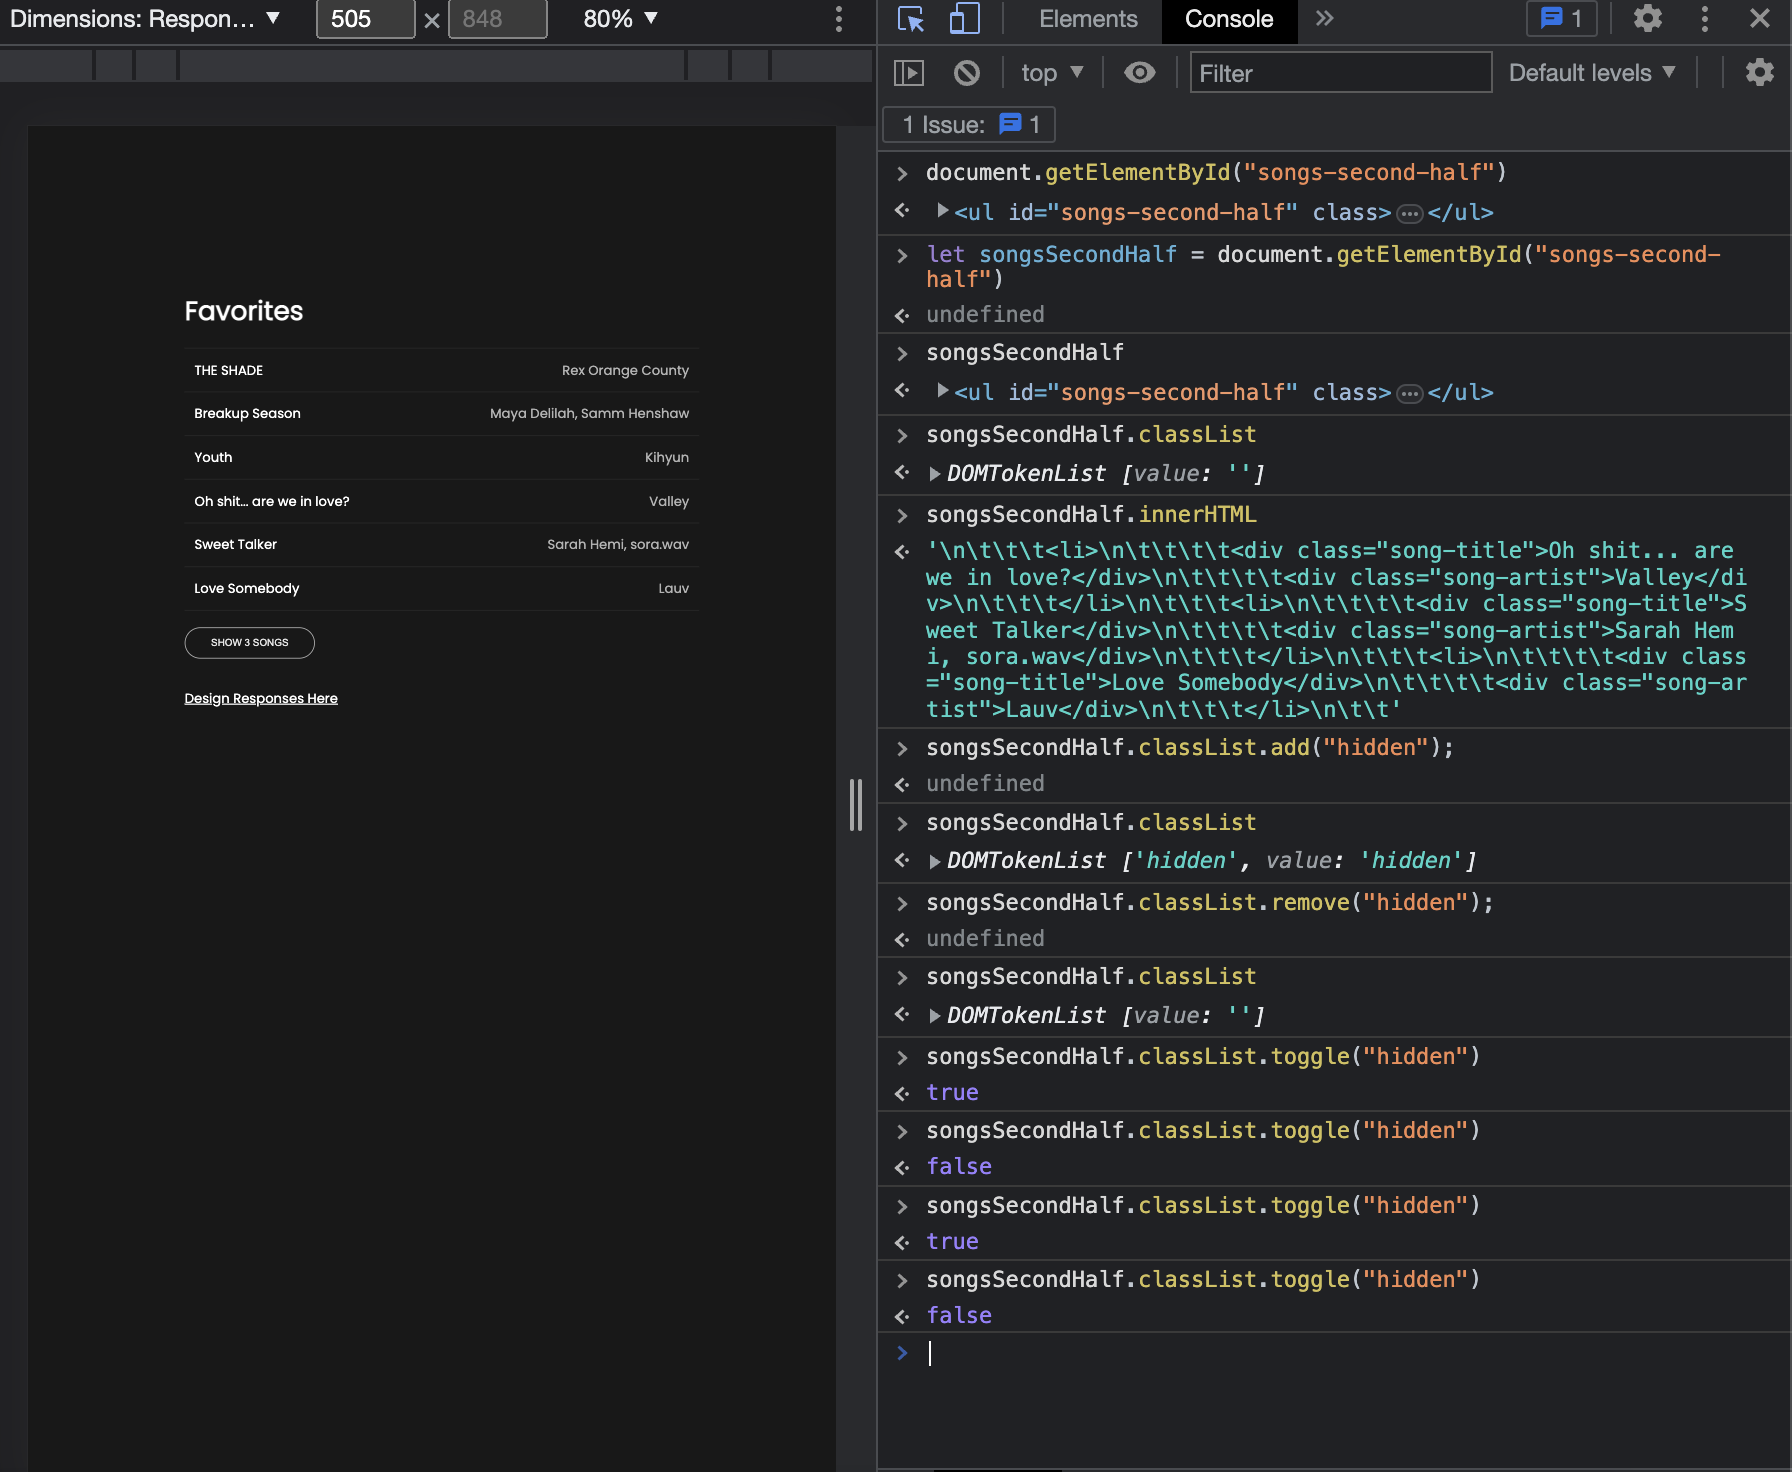 Dimensions: Respon... ▼ 505 × 848 80% ▼
Elements Console » 1
top ▼ Filter Default levels ▼
1 Issue: 1
Favorites
THE SHADE Rex Orange County
Breakup Season Maya Delilah, Samm Henshaw
Youth Kihyun
Oh shit... are we in love? Valley
Sweet Talker Sarah Hemi, sora.wav
Love Somebody Lauv
SHOW 3 SONGS
Design Responses Here
document.getElementById("songs-second-half")
<ul id="songs-second-half" class>…</ul>
let songsSecondHalf = document.getElementById("songs-second-
half")
undefined
songsSecondHalf
<ul id="songs-second-half" class>…</ul>
songsSecondHalf.classList
DOMTokenList [value: '']
songsSecondHalf.innerHTML
'\n\t\t\t\t<li>\n\t\t\t\t\t<div class="song-title">Oh shit... are
we in love?</div>\n\t\t\t\t\t<div class="song-artist">Valley</di
v>\n\t\t\t\t</li>\n\t\t\t\t<li>\n\t\t\t\t\t<div class="song-title">S
weet Talker</div>\n\t\t\t\t\t<div class="song-artist">Sarah Hem
i, sora.wav</div>\n\t\t\t\t</li>\n\t\t\t\t<li>\n\t\t\t\t\t<div class
="song-title">Love Somebody</div>\n\t\t\t\t\t<div class="song-ar
tist">Lauv</div>\n\t\t\t\t</li>\n\t\t\t'
songsSecondHalf.classList.add("hidden");
undefined
songsSecondHalf.classList
DOMTokenList ['hidden', value: 'hidden']
songsSecondHalf.classList.remove("hidden");
undefined
songsSecondHalf.classList
DOMTokenList [value: '']
songsSecondHalf.classList.toggle("hidden")
true
songsSecondHalf.classList.toggle("hidden")
false
songsSecondHalf.classList.toggle("hidden")
true
songsSecondHalf.classList.toggle("hidden")
false